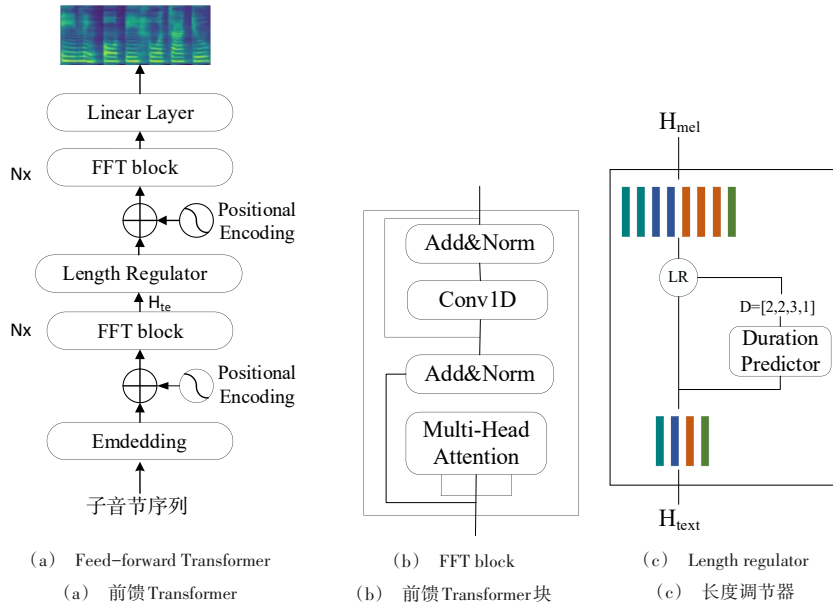 Linear Layer
Nx
FFT block
Positional
Encoding
Length Regulator
H_te
Nx
FFT block
Positional
Encoding
Emdedding
子音节序列
(a) Feed-forward Transformer
(a) 前馈Transformer
Add&Norm
Conv1D
Add&Norm
Multi-Head
Attention
(b) FFT block
(b) 前馈Transformer块
H_mel
LR
D=[2,2,3,1]
Duration
Predictor
H_text
(c) Length regulator
(c) 长度调节器